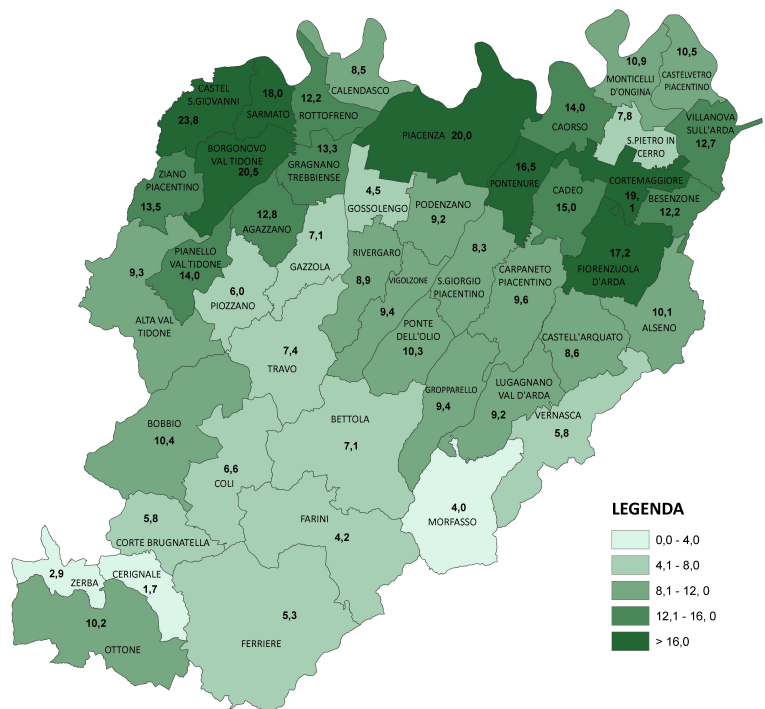 8,5
CALENDASCO
10,9
MONTICELLI
D'ONGINA
10,5
CASTELVETRO
PIACENTINO
CASTEL
S.GIOVANNI
23,8
18,0
SARMATO
12,2
ROTTOFRENO
PIACENZA 20,0
14,0
CAORSO
7,8
S.PIETRO IN
CERRO
VILLANOVA
SULL'ARDA
12,7
BORGONOVO
VAL TIDONE
20,5
13,3
GRAGNANO
TREBBIENSE
ZIANO
PIACENTINO
13,5
4,5
GOSSOLENGO
16,5
PONTENURE
CADEO
15,0
CORTEMAGGIORE
19,
1
BESENZONE
12,2
12,8
AGAZZANO
PODENZANO
9,2
7,1
GAZZOLA
PIANELLO
VAL TIDONE
14,0
9,3
ALTA VAL
TIDONE
6,0
PIOZZANO
RIVERGARO
8,9
VIGOLZONE
9,4
8,3
S.GIORGIO
PIACENTINO
CARPANETO
PIACENTINO
9,6
17,2
FIORENZUOLA
D'ARDA
10,1
ALSENO
PONTE
DELL'OLIO
10,3
CASTELL'ARQUATO
8,6
7,4
TRAVO
GROPPARELLO
9,4
LUGAGNANO
VAL D'ARDA
9,2
VERNASCA
5,8
BOBBIO
10,4
BETTOLA
7,1
6,6
COLI
4,0
MORFASSO
5,8
CORTE BRUGNATELLA
FARINI
4,2
2,9
ZERBA
CERIGNALE
1,7
10,2
OTTONE
5,3
FERRIERE
LEGENDA
0,0 - 4,0
4,1 - 8,0
8,1 - 12, 0
12,1 - 16, 0
> 16,0